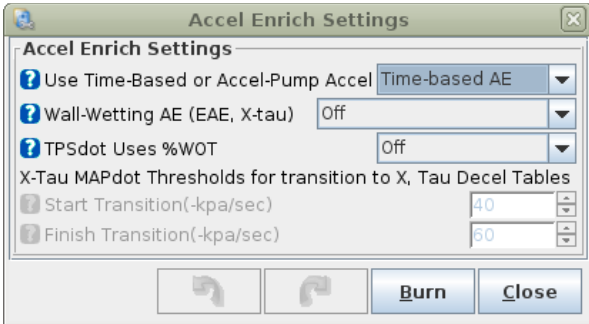 Accel Enrich Settings
Accel Enrich Settings
Use Time-Based or Accel-Pump Accel Time-based AE
Wall-Wetting AE (EAE, X-tau) Off
TPSdot Uses %WOT Off
X-Tau MAPdot Thresholds for transition to X, Tau Decel Tables
Start Transition(-kpa/sec) 40
Finish Transition(-kpa/sec) 60
Burn Close